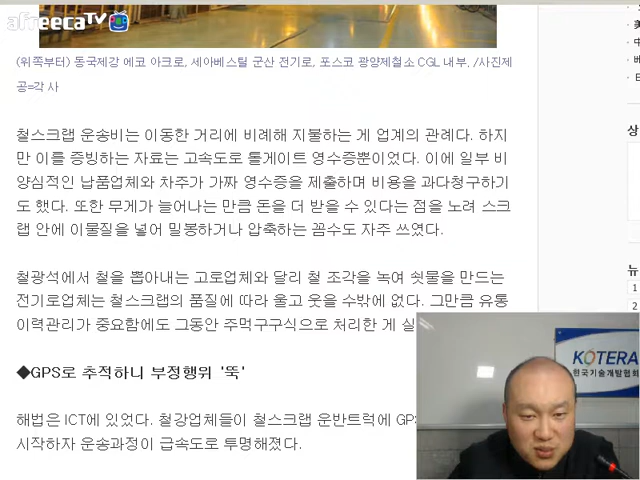 afreecaTV
(위쪽부터) 동국제강 에코 아크로, 세아베스틸 군산 전기로, 포스코 광양제철소 CGL 내부, /사진제
공=각 사
철스크랩 운송비는 이동한 거리에 비례해 지불하는 게 업계의 관례다. 하지
만 이를 증빙하는 자료는 고속도로 톨게이트 영수증뿐이었다. 이에 일부 비
양심적인 납품업체와 차주가 가짜 영수증을 제출하며 비용을 과다청구하기
도 했다. 또한 무게가 늘어나는 만큼 돈을 더 받을 수 있다는 점을 노려 스크
랩 안에 이물질을 넣어 밀봉하거나 압축하는 꼼수도 자주 쓰였다.
철광석에서 철을 뽑아내는 고로업체와 달리 철 조각을 녹여 쇳물을 만드는
전기로업체는 철스크랩의 품질에 따라 울고 웃을 수밖에 없다. 그만큼 유통
이력관리가 중요함에도 그동안 주먹구구식으로 처리한 게 실
◆GPS로 추적하니 부정행위 '뚝'
해법은 ICT에 있었다. 철강업체들이 철스크랩 운반트럭에 GP
시작하자 운송과정이 급속도로 투명해졌다.
상
뉴
1
2
KOTERA
한국기술개발협회